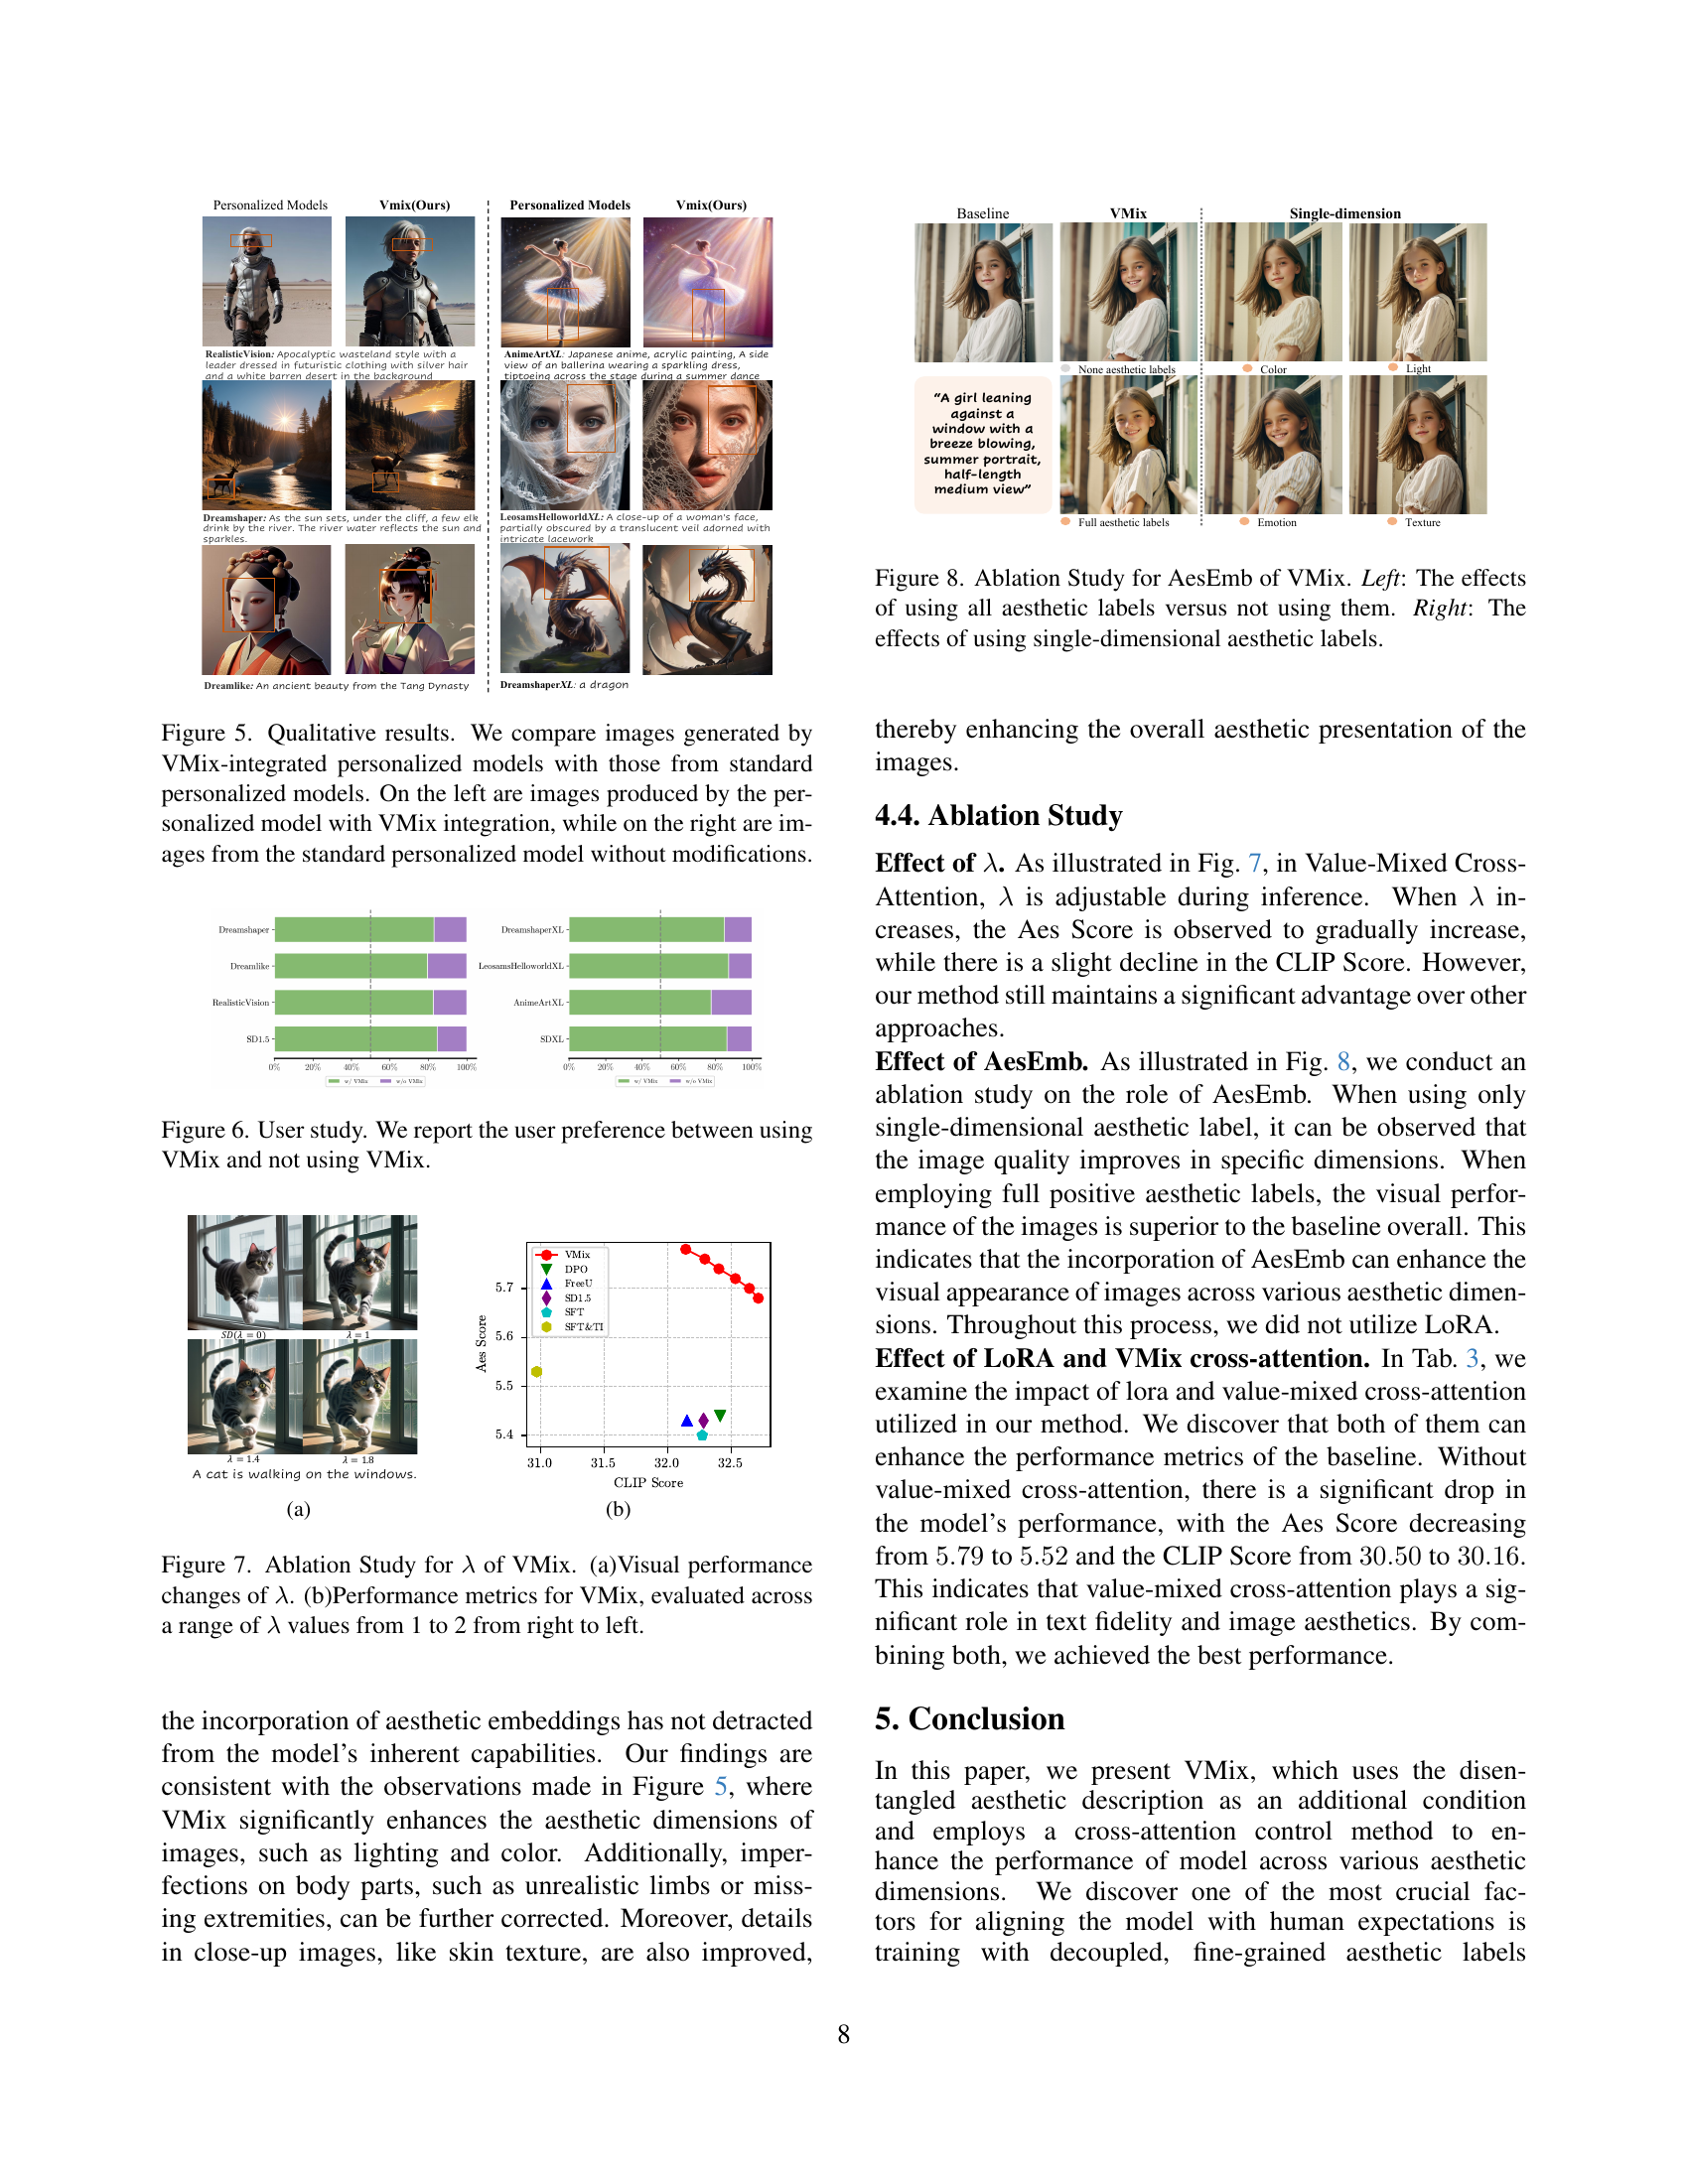 Personalized Models
Vmix(Ours)
Personalized Models
Vmix(Ours)
RealisticVision: Apocalyptic wasteland style with a
leader dressed in futuristic clothing with silver hair
and a white barren desert in the background
AnimeArtXL: Japanese anime, acrylic painting, A side
view of an ballerina wearing a sparkling dress,
tiptoeing across the stage during a summer dance
Dreamshaper: As the sun sets, under the cliff, a few elk
drink by the river. The river water reflects the sun and
sparkles.
LeosamsHelloworldXL: A close-up of a woman's face,
partially obscured by a translucent veil adorned with
intricate lacework
Dreamlike: An ancient beauty from the Tang Dynasty
DreamshaperXL: a dragon
Figure 5. Qualitative results. We compare images generated by
VMix-integrated personalized models with those from standard
personalized models. On the left are images produced by the per-
sonalized model with VMix integration, while on the right are im-
ages from the standard personalized model without modifications.
Dreamshaper
Dreamlike
RealisticVision
SD1.5
0% 20% 40% 60% 80% 100%
w/ VMix w/o VMix
DreamshaperXL
LeosamsHelloworldXL
AnimeArtXL
SDXL
0% 20% 40% 60% 80% 100%
w/ VMix w/o VMix
Figure 6. User study. We report the user preference between using
VMix and not using VMix.
SD(λ = 0)
λ = 1
λ = 1.4
λ = 1.8
A cat is walking on the windows.
(a)
VMix
DPO
FreeU
SD1.5
SFT
SFT&TI
Aes Score
5.7
5.6
5.5
5.4
31.0 31.5 32.0 32.5
CLIP Score
(b)
Figure 7. Ablation Study for λ of VMix. (a)Visual performance
changes of λ. (b)Performance metrics for VMix, evaluated across
a range of λ values from 1 to 2 from right to left.
the incorporation of aesthetic embeddings has not detracted
from the model's inherent capabilities. Our findings are
consistent with the observations made in Figure 5, where
VMix significantly enhances the aesthetic dimensions of
images, such as lighting and color. Additionally, imper-
fections on body parts, such as unrealistic limbs or miss-
ing extremities, can be further corrected. Moreover, details
in close-up images, like skin texture, are also improved,
Baseline
VMix
Single-dimension
None aesthetic labels
Color
Light
"A girl leaning
against a
window with a
breeze blowing,
summer portrait,
half-length
medium view"
Full aesthetic labels
Emotion
Texture
Figure 8. Ablation Study for AesEmb of VMix. Left: The effects
of using all aesthetic labels versus not using them. Right: The
effects of using single-dimensional aesthetic labels.
thereby enhancing the overall aesthetic presentation of the
images.
4.4. Ablation Study
Effect of λ. As illustrated in Fig. 7, in Value-Mixed Cross-
Attention, λ is adjustable during inference. When λ in-
creases, the Aes Score is observed to gradually increase,
while there is a slight decline in the CLIP Score. However,
our method still maintains a significant advantage over other
approaches.
Effect of AesEmb. As illustrated in Fig. 8, we conduct an
ablation study on the role of AesEmb. When using only
single-dimensional aesthetic label, it can be observed that
the image quality improves in specific dimensions. When
employing full positive aesthetic labels, the visual perfor-
mance of the images is superior to the baseline overall. This
indicates that the incorporation of AesEmb can enhance the
visual appearance of images across various aesthetic dimen-
sions. Throughout this process, we did not utilize LoRA.
Effect of LoRA and VMix cross-attention. In Tab. 3, we
examine the impact of lora and value-mixed cross-attention
utilized in our method. We discover that both of them can
enhance the performance metrics of the baseline. Without
value-mixed cross-attention, there is a significant drop in
the model's performance, with the Aes Score decreasing
from 5.79 to 5.52 and the CLIP Score from 30.50 to 30.16.
This indicates that value-mixed cross-attention plays a sig-
nificant role in text fidelity and image aesthetics. By com-
bining both, we achieved the best performance.
5. Conclusion
In this paper, we present VMix, which uses the disen-
tangled aesthetic description as an additional condition
and employs a cross-attention control method to en-
hance the performance of model across various aesthetic
dimensions. We discover one of the most crucial fac-
tors for aligning the model with human expectations is
training with decoupled, fine-grained aesthetic labels
8